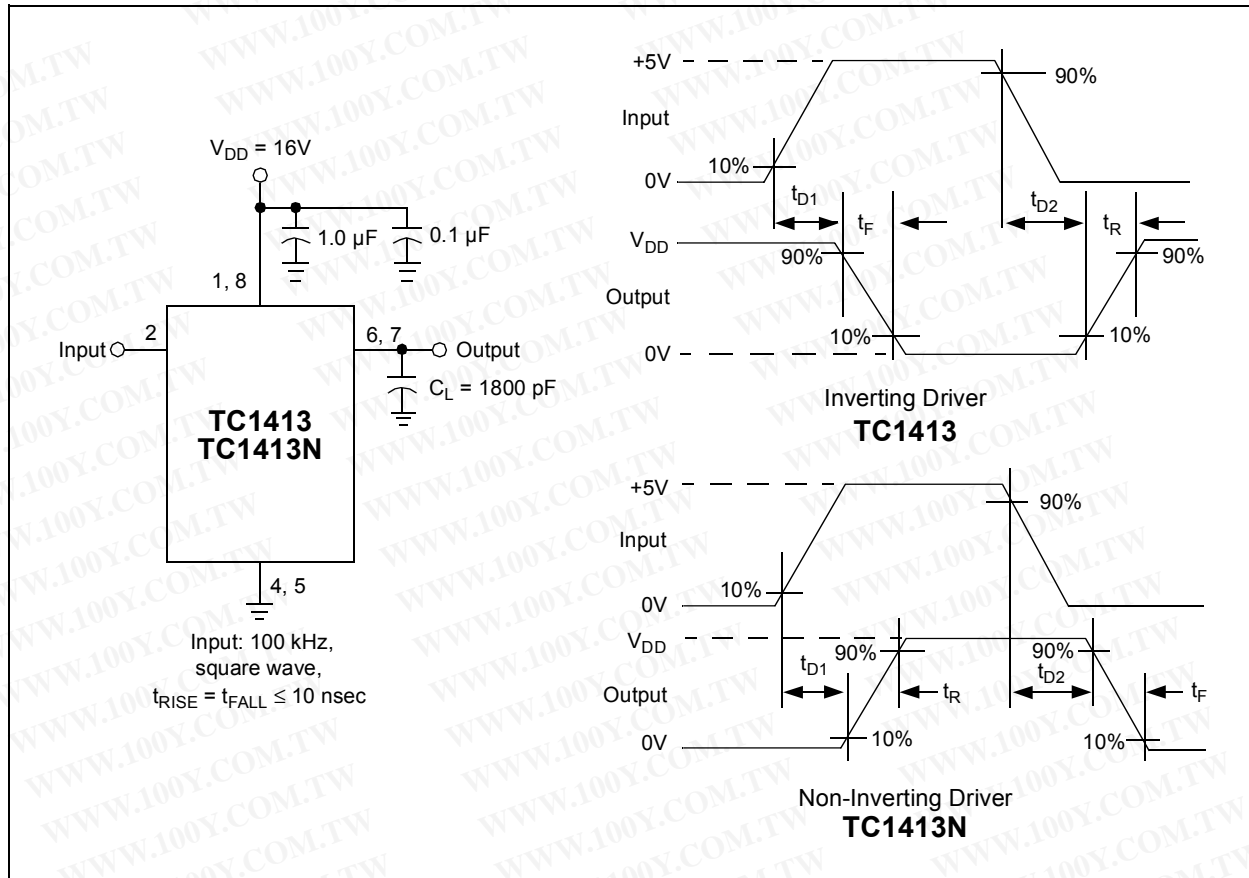 V_DD = 16V
1.0 µF
0.1 µF
1, 8
2
Input
6, 7
Output
C_L = 1800 pF
TC1413
TC1413N
4, 5
Input: 100 kHz,
square wave,
t_RISE = t_FALL ≤ 10 nsec
+5V
90%
Input
10%
0V
t_D1
t_F
t_D2
t_R
V_DD
90%
90%
Output
10%
10%
0V
Inverting Driver
TC1413
+5V
90%
Input
10%
0V
V_DD
t_D1
90%
t_R
t_D2
90%
t_F
Output
10%
10%
0V
Non-Inverting Driver
TC1413N
WWW.100Y.COM.TW